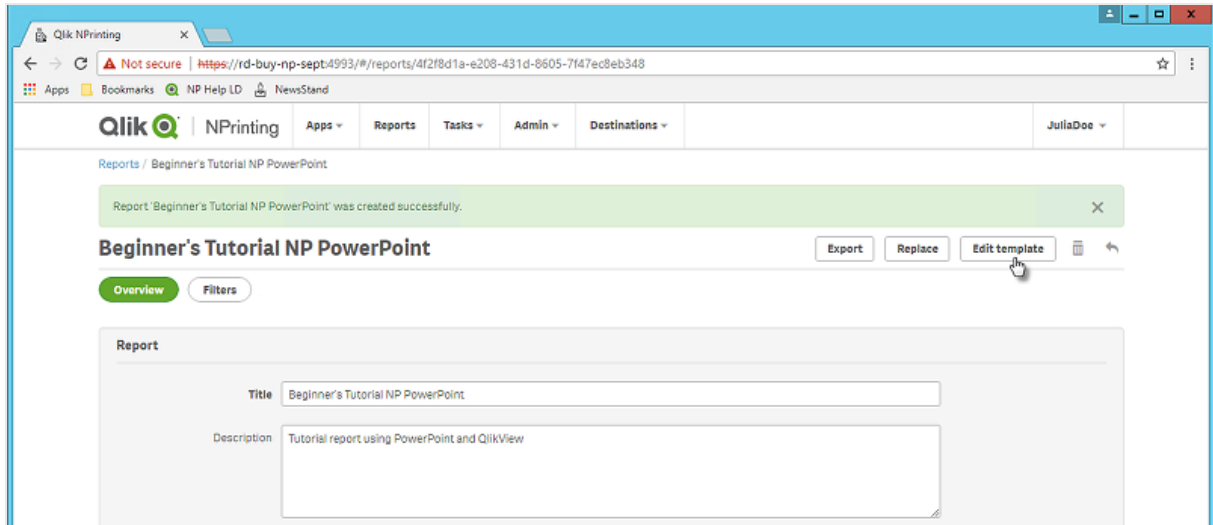 Qlik NPrinting
Not secure | https://rd-buy-np-sept:4993/#/reports/4f2f8d1a-e208-431d-8605-7f47ec8eb348
Apps Bookmarks NP Help LD NewsStand
Qlik NPrinting Apps Reports Tasks Admin Destinations JuliaDoe
Reports / Beginner's Tutorial NP PowerPoint
Report 'Beginner's Tutorial NP PowerPoint' was created successfully.
Beginner's Tutorial NP PowerPoint Export Replace Edit template
Overview Filters
Report
Title Beginner's Tutorial NP PowerPoint
Description Tutorial report using PowerPoint and QlikView